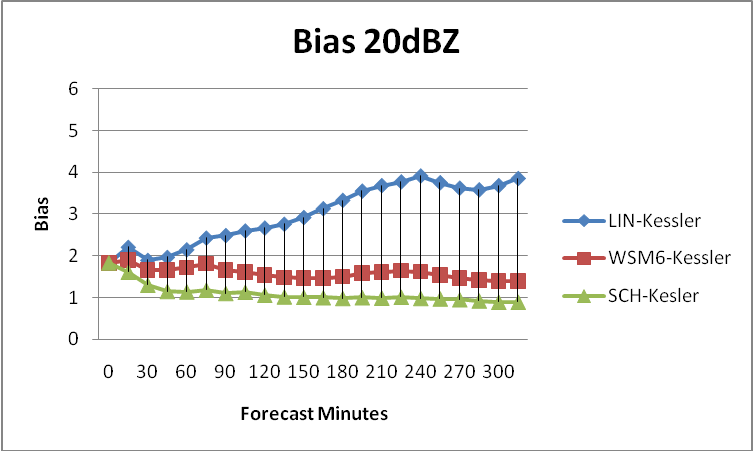 Bias 20dBZ
6
5
4
3
2
1
0
Bias
0 30 60 90 120 150 180 210 240 270 300
Forecast Minutes
LIN-Kessler
WSM6-Kessler
SCH-Kesler